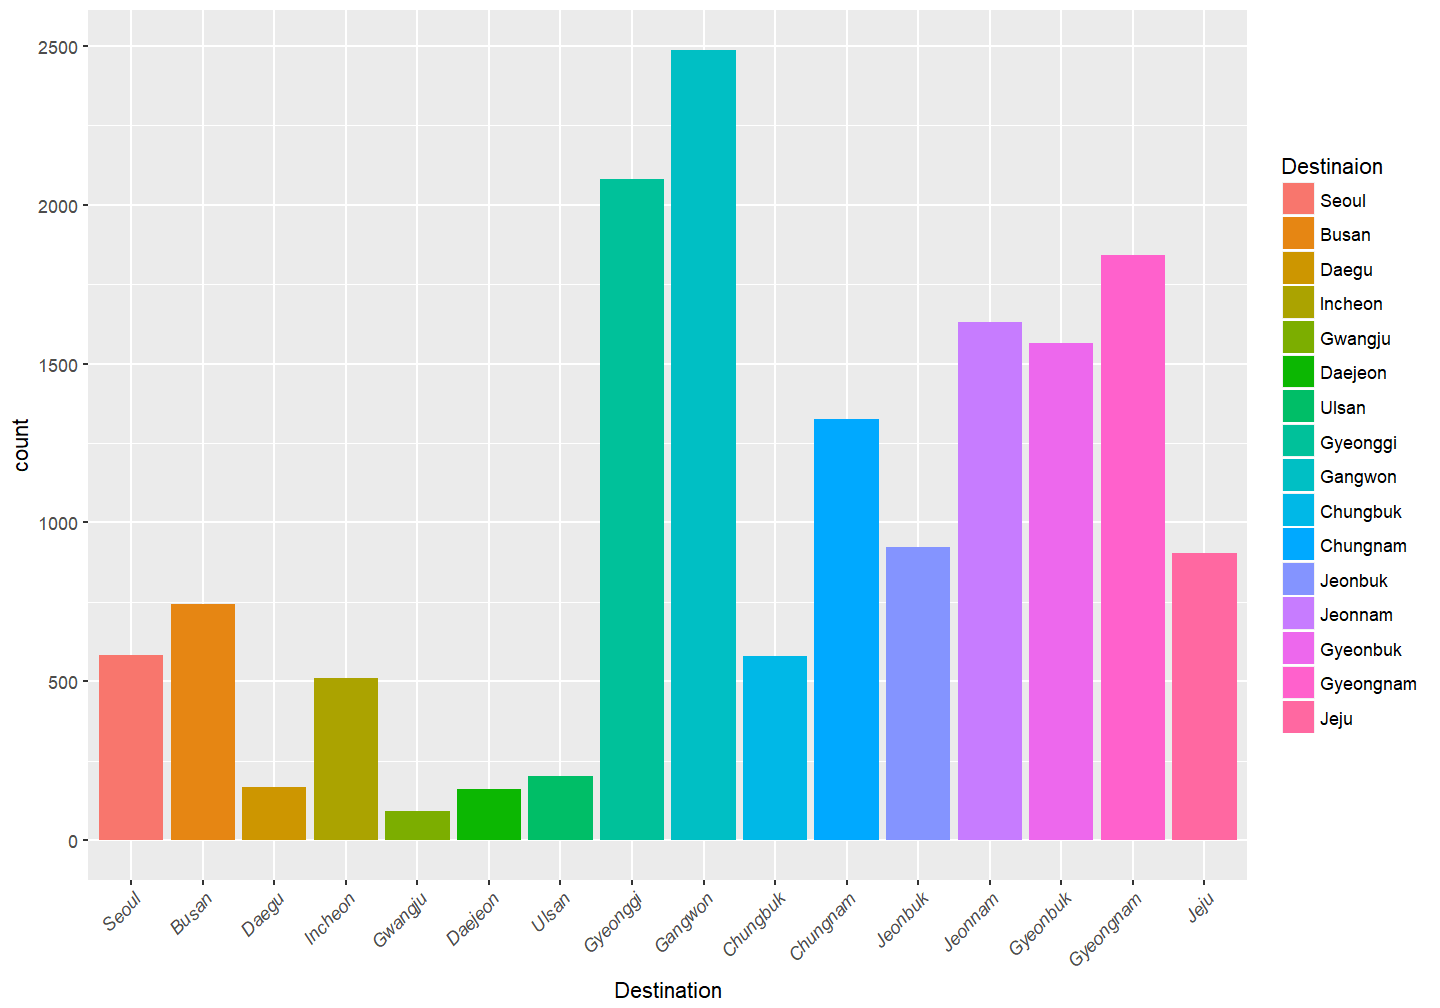 2500
2000
1500
1000
500
0
count
Seoul
Busan
Daegu
Incheon
Gwangju
Daejeon
Ulsan
Gyeonggi
Gangwon
Chungbuk
Chungnam
Jeonbuk
Jeonnam
Gyeonbuk
Gyeongnam
Jeju
Destination
Destinaion
Seoul
Busan
Daegu
Incheon
Gwangju
Daejeon
Ulsan
Gyeonggi
Gangwon
Chungbuk
Chungnam
Jeonbuk
Jeonnam
Gyeonbuk
Gyeongnam
Jeju